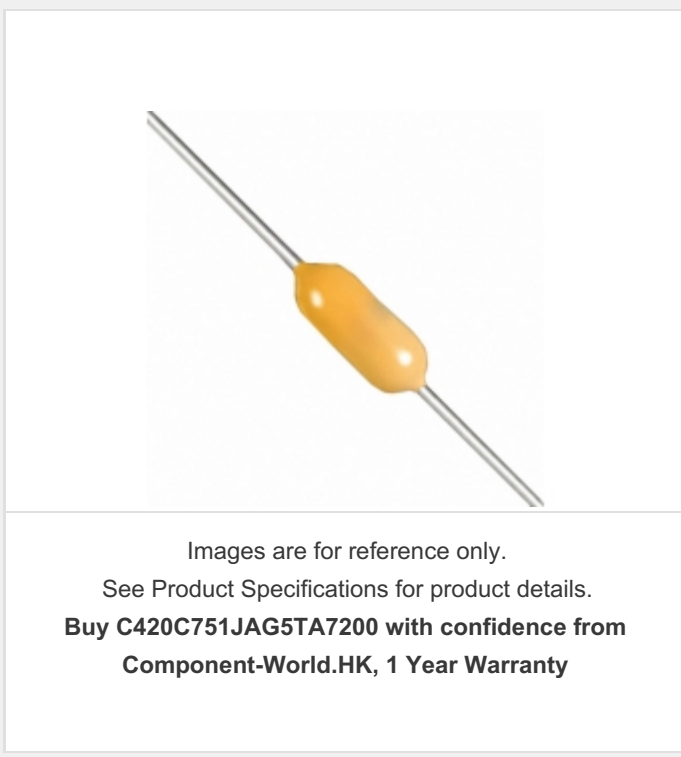 Images are for reference only.
See Product Specifications for product details.
Buy C420C751JAG5TA7200 with confidence from
Component-World.HK, 1 Year Warranty